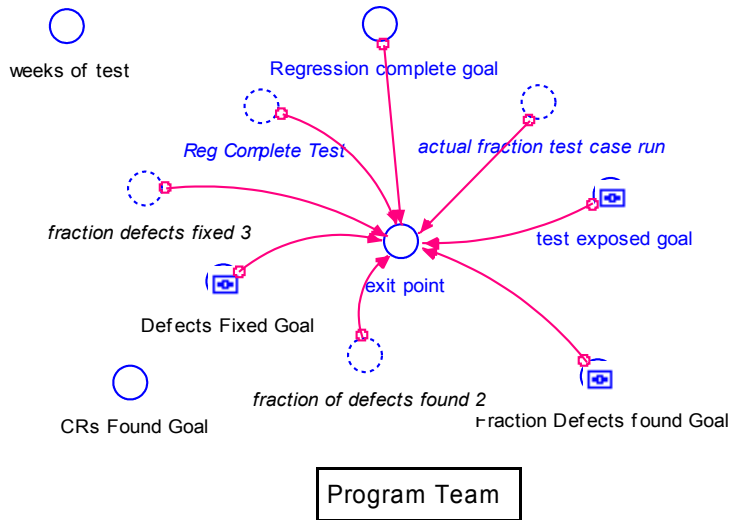 weeks of test
Regression complete goal
Reg Complete Test
actual fraction test case run
fraction defects fixed 3
test exposed goal
exit point
Defects Fixed Goal
fraction of defects found 2
Fraction Defects found Goal
CRs Found Goal
Program Team